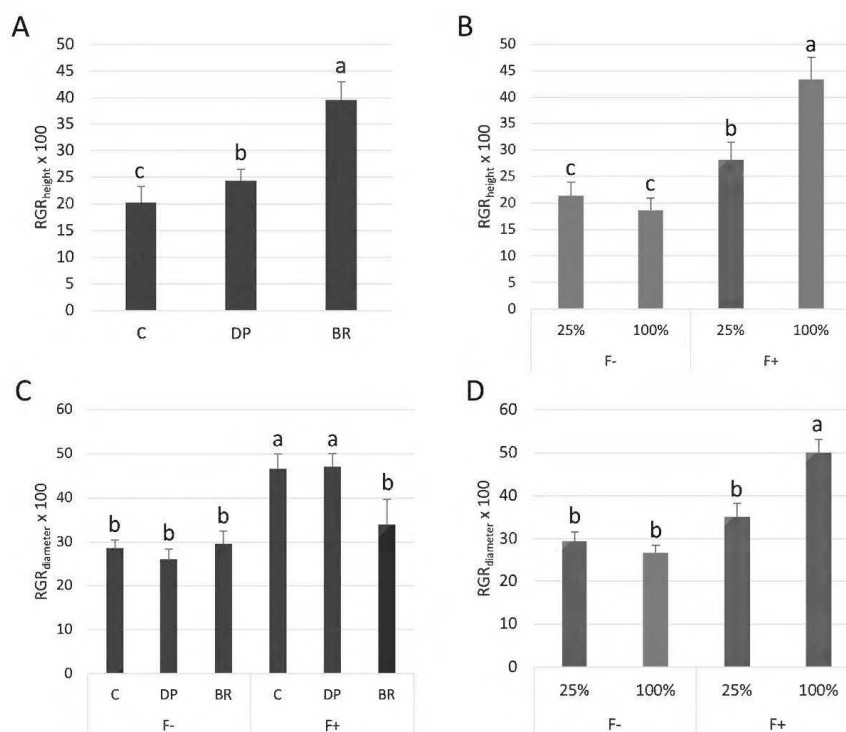 A
RGRheight x 100
50
45
40
35
30
25
20
15
10
5
0
c
b
a
C DP BR
B
RGRheight x 100
50
45
40
35
30
25
20
15
10
5
0
c
c
b
a
25% 100% 25% 100%
F- F+
C
RGRdiameter x 100
60
50
40
30
20
10
0
b
b
b
a
a
b
C DP BR C DP BR
F- F+
D
RGRdiameter x 100
60
50
40
30
20
10
0
b
b
b
a
25% 100% 25% 100%
F- F+